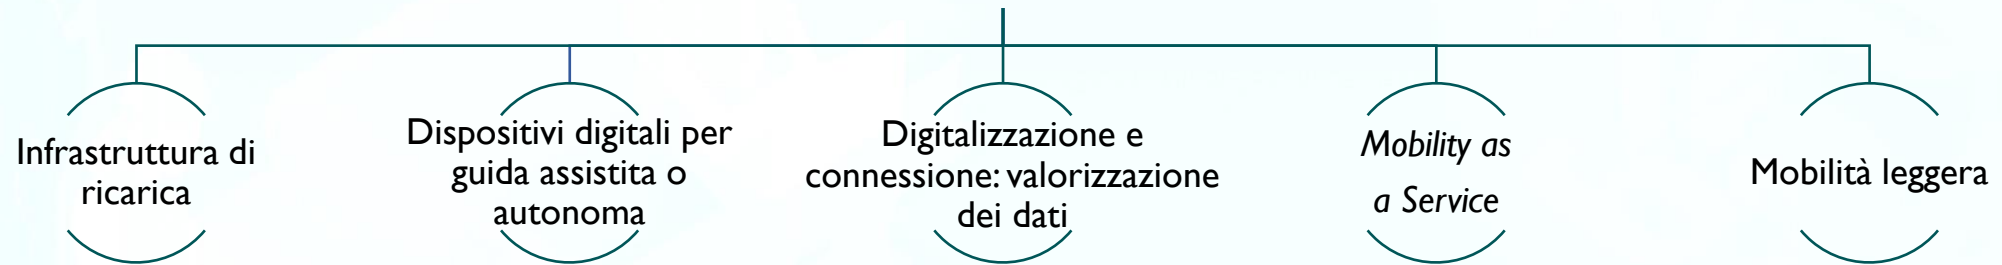 Infrastruttura di
ricarica
Dispositivi digitali per
guida assistita o
autonoma
Digitalizzazione e
connessione: valorizzazione
dei dati
Mobility as
a Service
Mobilità leggera